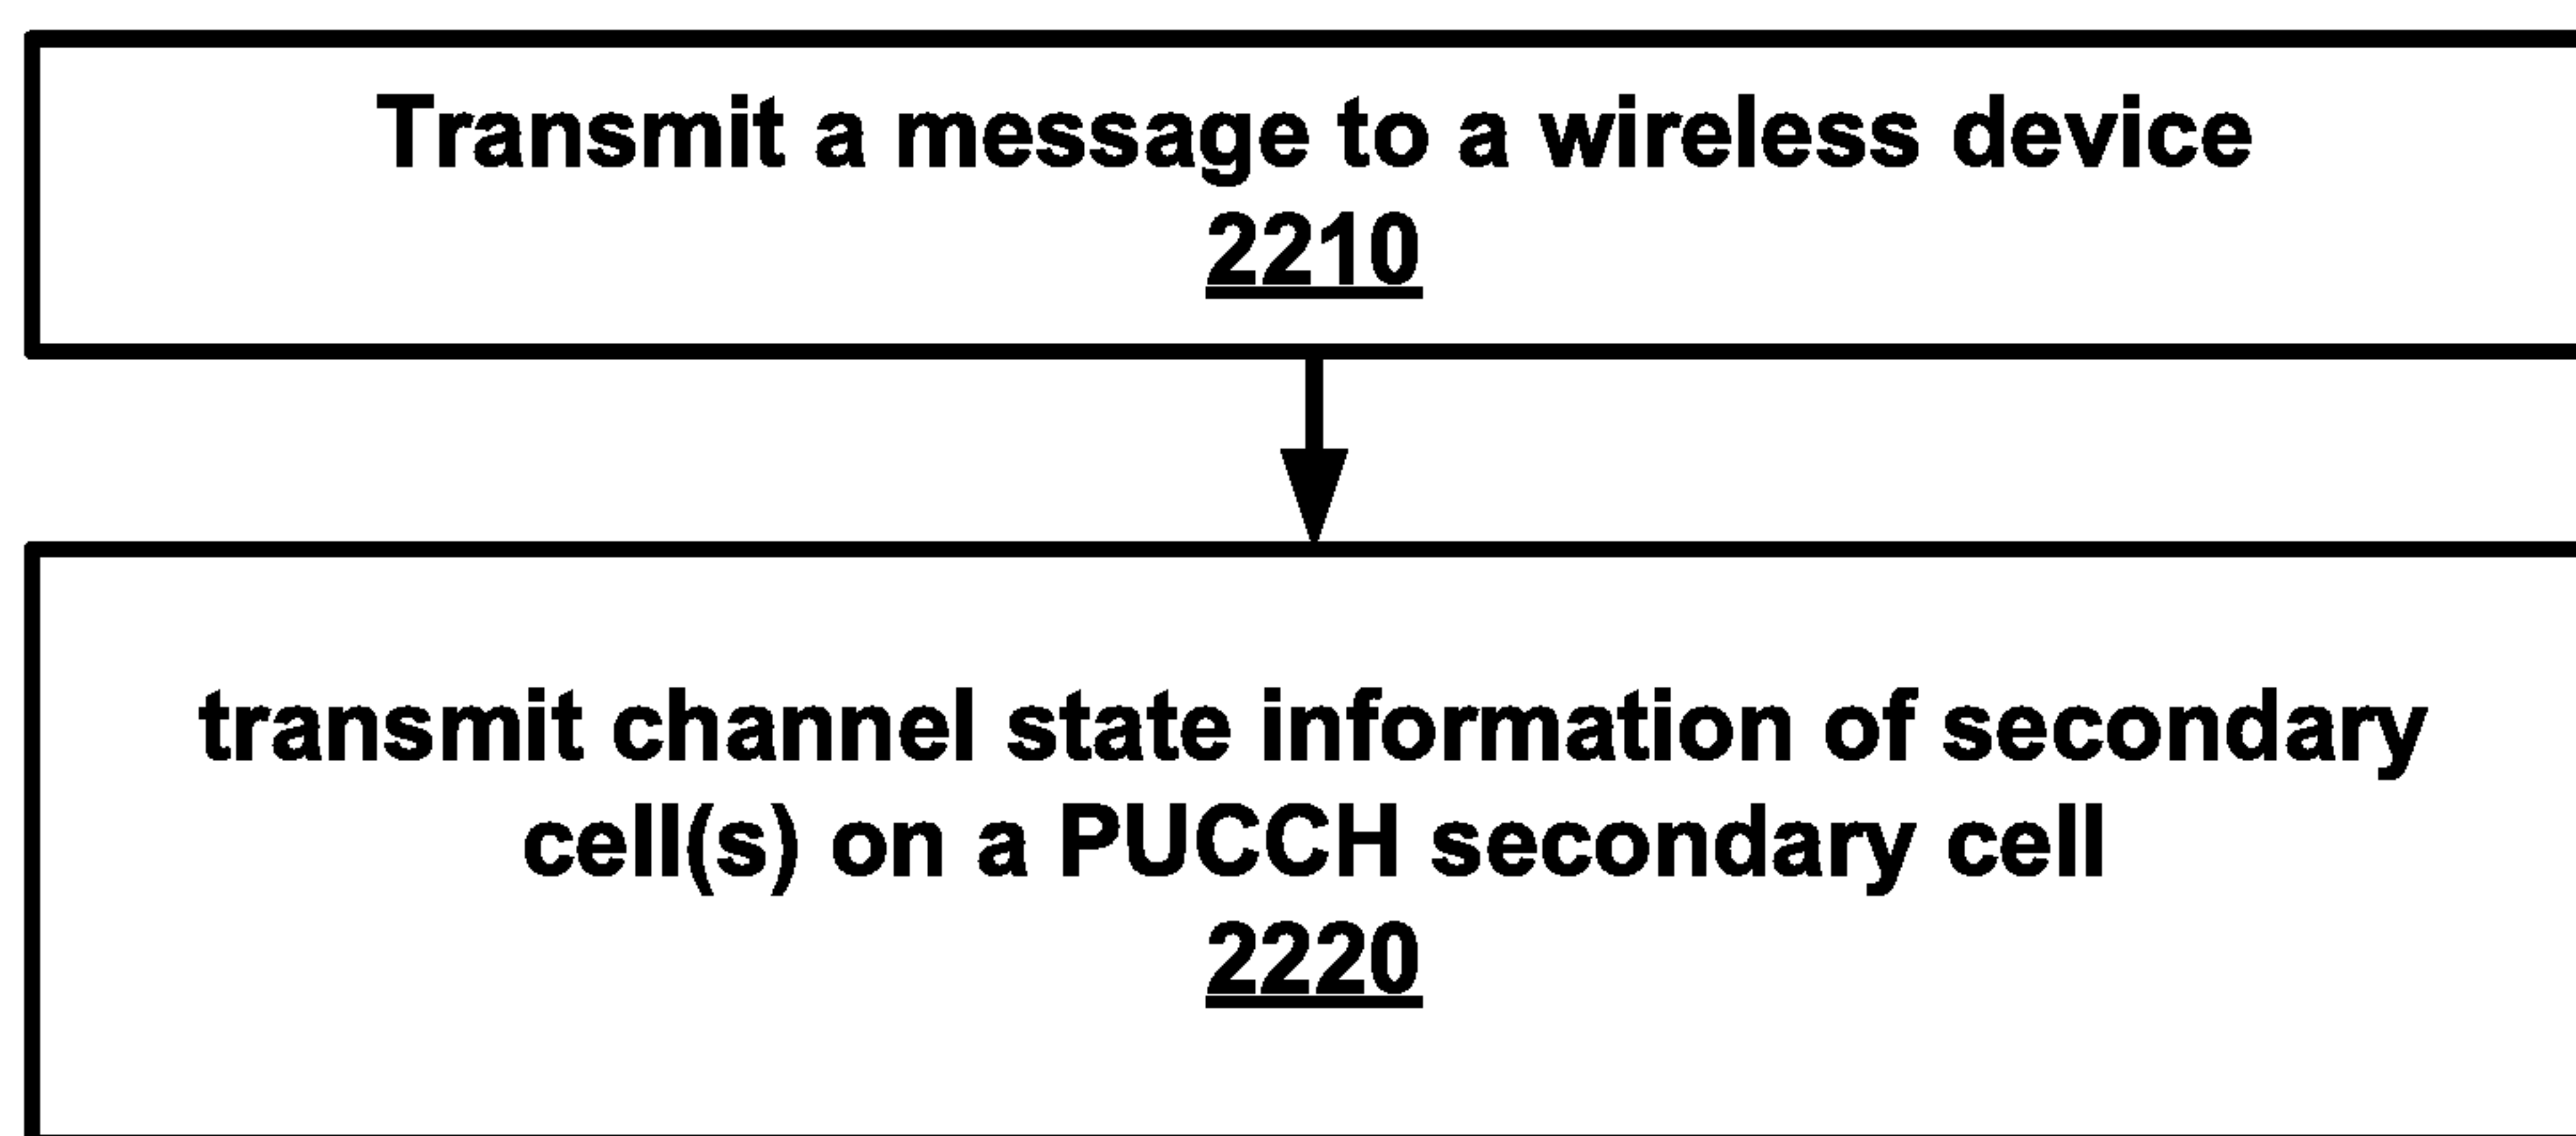 Transmit a message to a wireless device
2210
transmit channel state information of secondary
cell(s) on a PUCCH secondary cell
2220